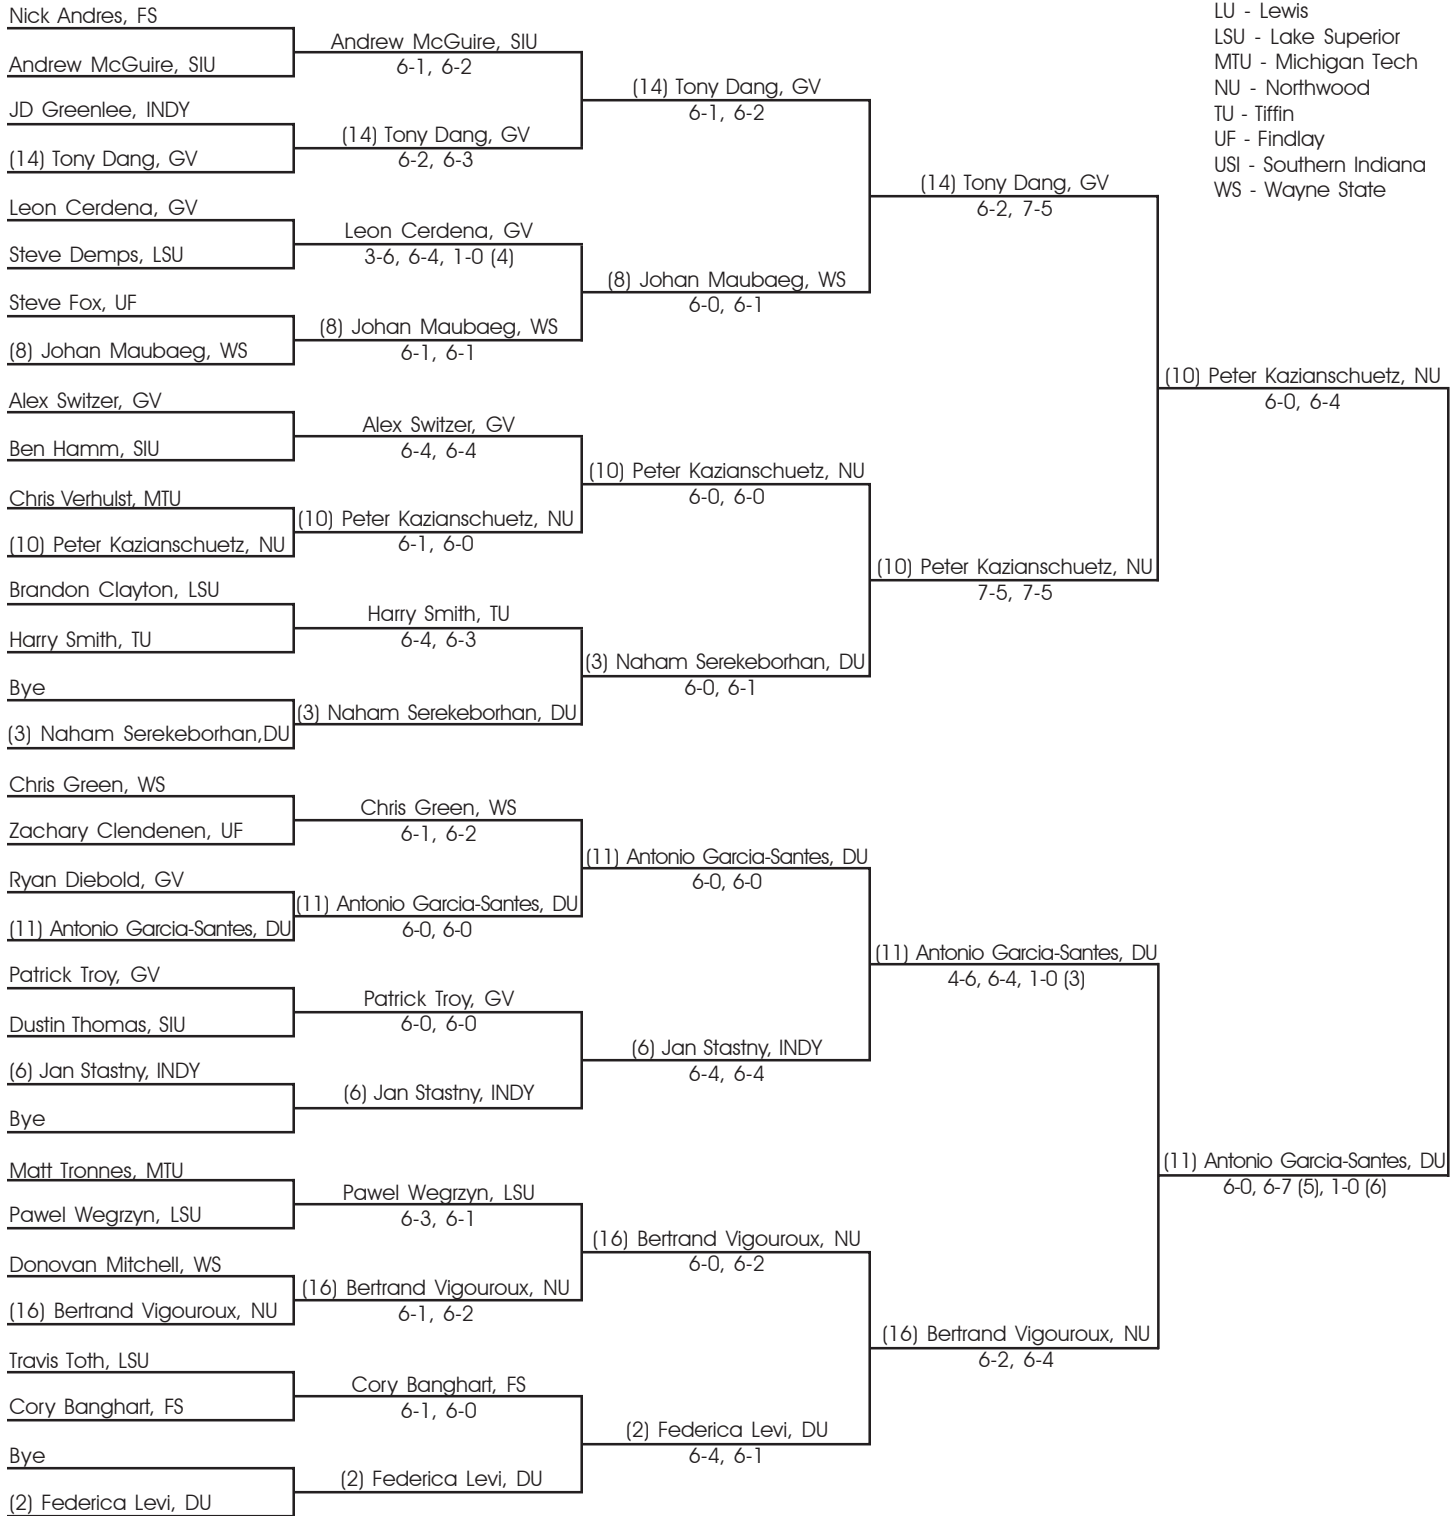 Nick Andres, FS
Andrew McGuire, SIU
JD Greenlee, INDY
(14) Tony Dang, GV
Leon Cerdena, GV
Steve Demps, LSU
Steve Fox, UF
(8) Johan Maubaeg, WS
Alex Switzer, GV
Ben Hamm, SIU
Chris Verhulst, MTU
(10) Peter Kazianschuetz, NU
Brandon Clayton, LSU
Harry Smith, TU
Bye
(3) Naham Serekeborhan,DU
Chris Green, WS
Zachary Clendenen, UF
Ryan Diebold, GV
(11) Antonio Garcia-Santes, DU
Patrick Troy, GV
Dustin Thomas, SIU
(6) Jan Stastny, INDY
Bye
Matt Tronnes, MTU
Pawel Wegrzyn, LSU
Donovan Mitchell, WS
(16) Bertrand Vigouroux, NU
Travis Toth, LSU
Cory Banghart, FS
Bye
(2) Federica Levi, DU
Andrew McGuire, SIU
6-1, 6-2
(14) Tony Dang, GV
6-2, 6-3
Leon Cerdena, GV
3-6, 6-4, 1-0 (4)
(8) Johan Maubaeg, WS
6-1, 6-1
Alex Switzer, GV
6-4, 6-4
(10) Peter Kazianschuetz, NU
6-1, 6-0
Harry Smith, TU
6-4, 6-3
(3) Naham Serekeborhan, DU
Chris Green, WS
6-1, 6-2
(11) Antonio Garcia-Santes, DU
6-0, 6-0
Patrick Troy, GV
6-0, 6-0
(6) Jan Stastny, INDY
Pawel Wegrzyn, LSU
6-3, 6-1
(16) Bertrand Vigouroux, NU
6-1, 6-2
Cory Banghart, FS
6-1, 6-0
(2) Federica Levi, DU
(14) Tony Dang, GV
6-1, 6-2
(8) Johan Maubaeg, WS
6-0, 6-1
(10) Peter Kazianschuetz, NU
6-0, 6-0
(3) Naham Serekeborhan, DU
6-0, 6-1
(11) Antonio Garcia-Santes, DU
6-0, 6-0
(6) Jan Stastny, INDY
6-4, 6-4
(16) Bertrand Vigouroux, NU
6-0, 6-2
(2) Federica Levi, DU
6-4, 6-1
(14) Tony Dang, GV
6-2, 7-5
(10) Peter Kazianschuetz, NU
7-5, 7-5
(11) Antonio Garcia-Santes, DU
4-6, 6-4, 1-0 (3)
(16) Bertrand Vigouroux, NU
6-2, 6-4
(10) Peter Kazianschuetz, NU
6-0, 6-4
(11) Antonio Garcia-Santes, DU
6-0, 6-7 (5), 1-0 (6)
LU - Lewis
LSU - Lake Superior
MTU - Michigan Tech
NU - Northwood
TU - Tiffin
UF - Findlay
USI - Southern Indiana
WS - Wayne State